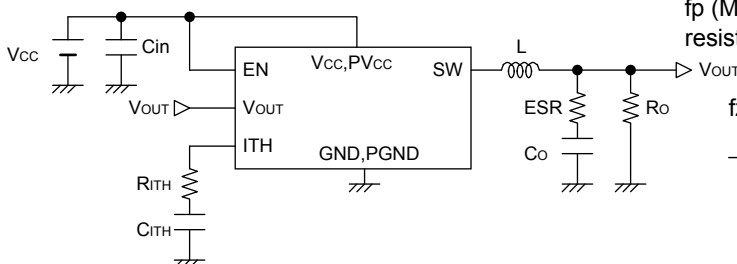 fp (M
resist
VCC
Cin
EN
VCC,PVCC
SW
L
VOUT
VOUT
VOUT
ESR
RO
fz
ITH
GND,PGND
CO
RITH
CITH